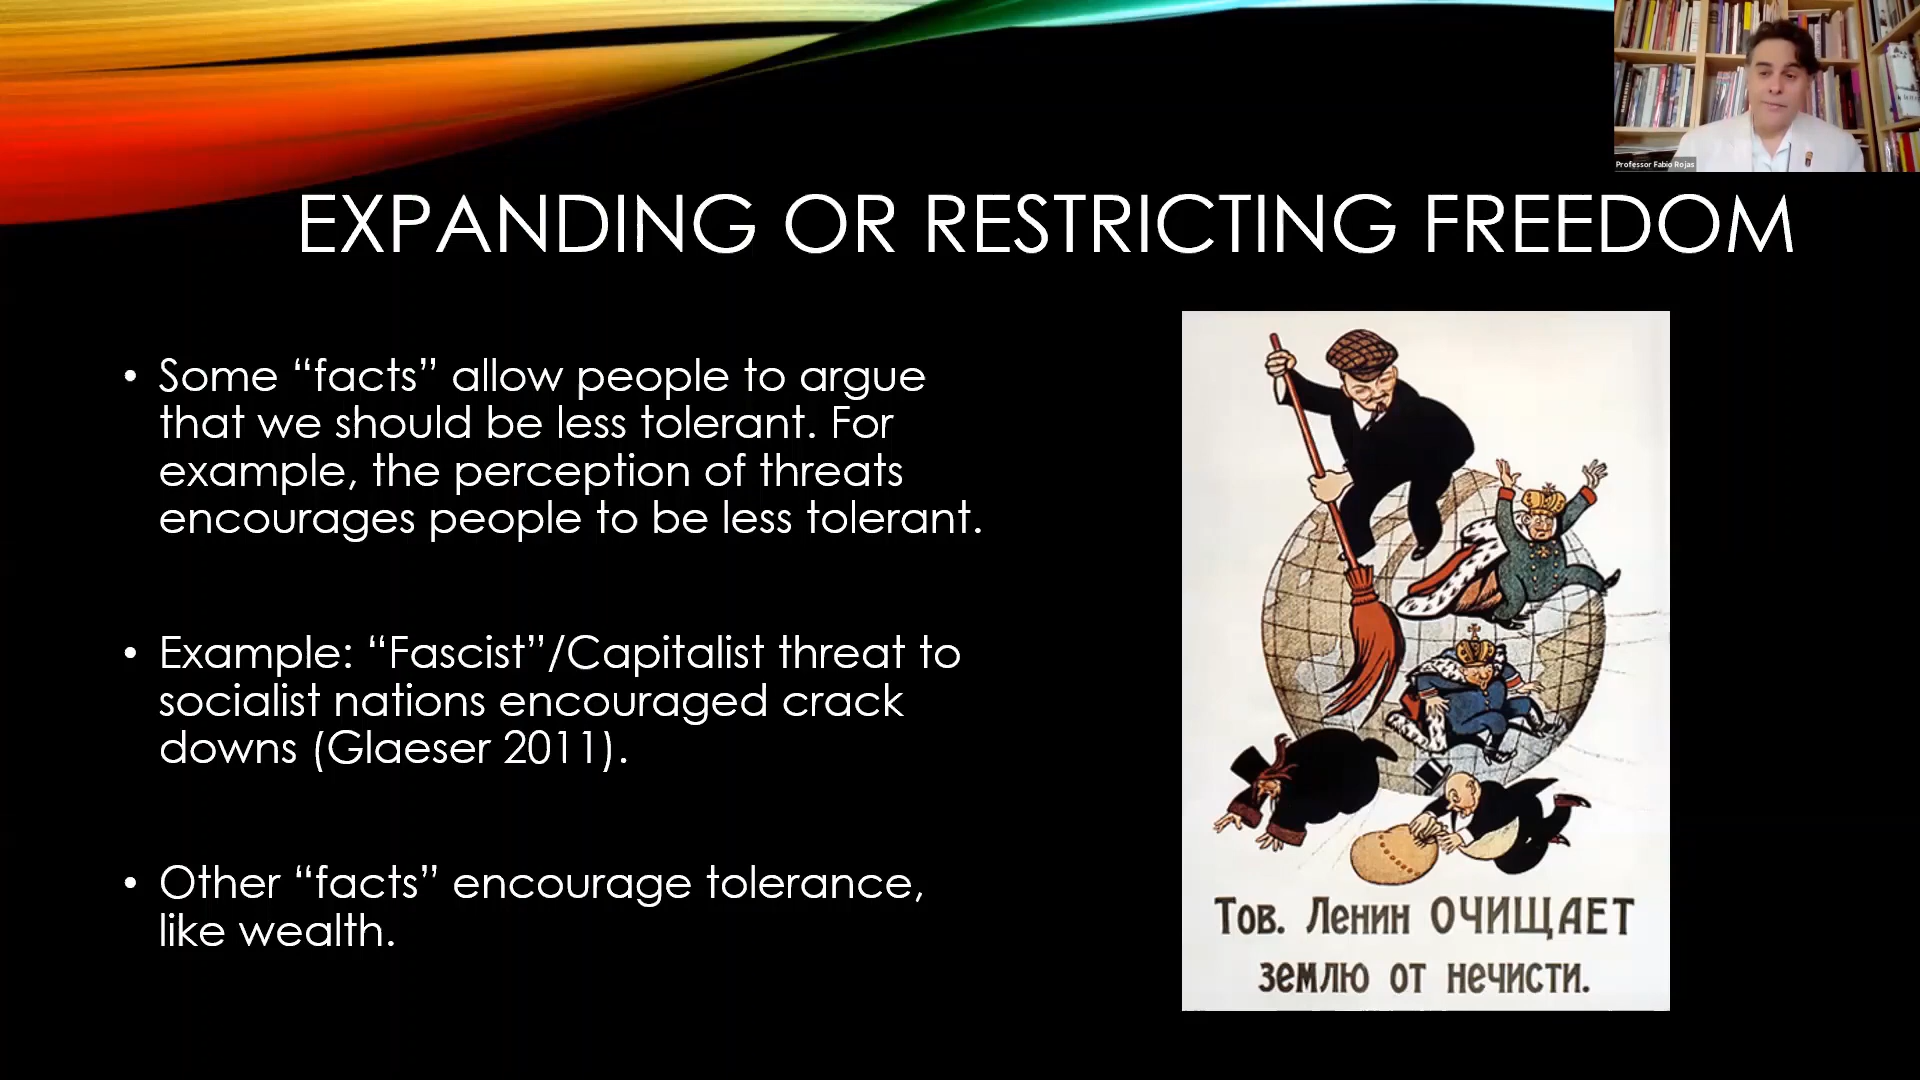 Professor Fabio Rojas
EXPANDING OR RESTRICTING FREEDOM
• Some “facts” allow people to argue
that we should be less tolerant. For
example, the perception of threats
encourages people to be less tolerant.
• Example: “Fascist”/Capitalist threat to
socialist nations encouraged crack
downs (Glaeser 2011).
• Other “facts” encourage tolerance,
like wealth.
Тов. Ленин ОЧИЩАЕТ
землю от нечисти.